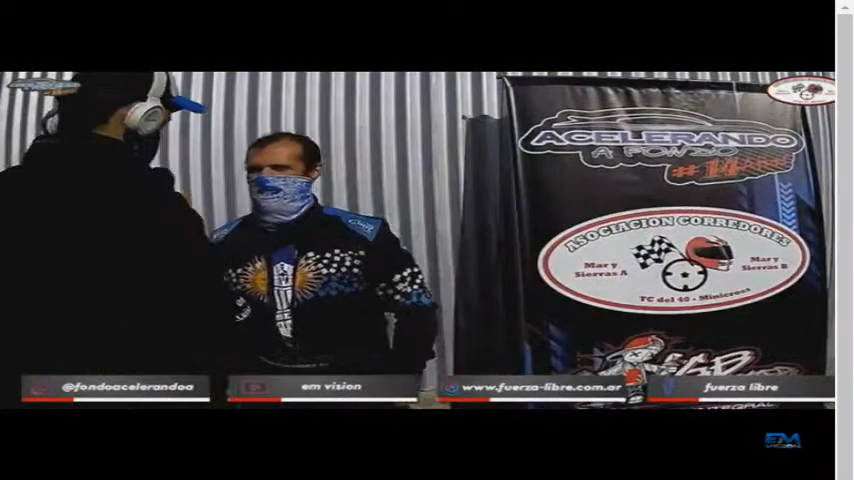 ACELERANDO
A FONDO
#14
ASOCIACION CORREDORES
Mar y
Sierras A
Mar y
Sierras B
TC del 40 - Minicross
@fondoacelerandoa
em vision
www.fuerza-libre.com.ar
fuerza libre
EM